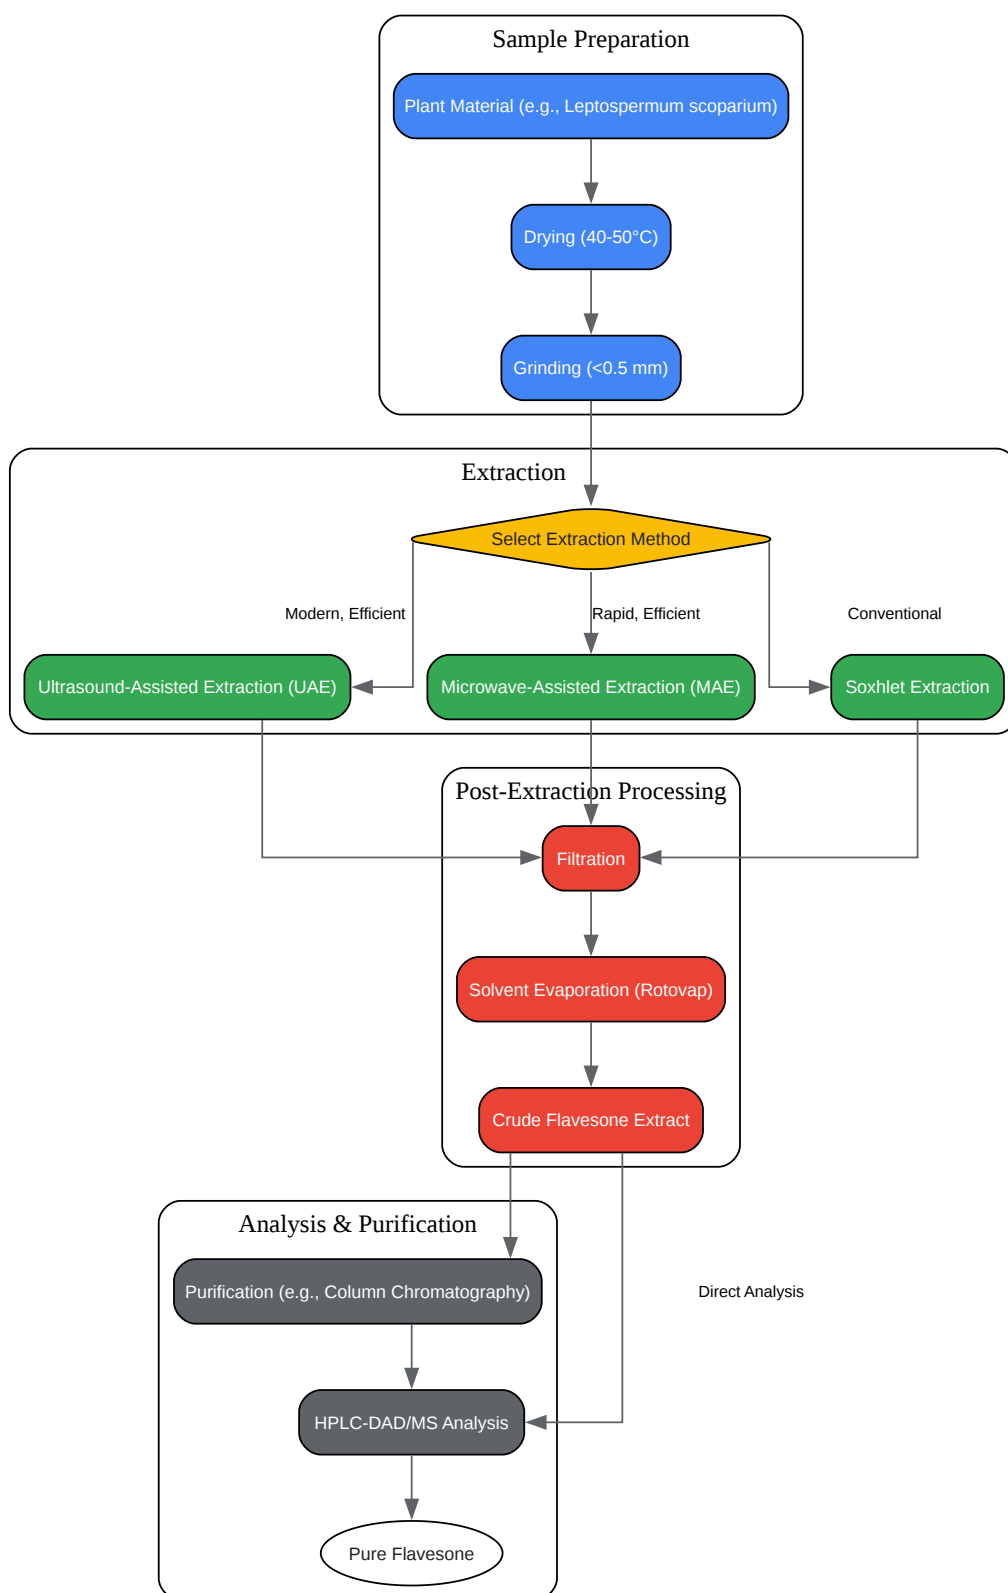 Sample Preparation
Plant Material (e.g., Leptospermum scoparium)
Drying (40-50°C)
Grinding (<0.5 mm)
Extraction
Select Extraction Method
Modern, Efficient
Rapid, Efficient
Conventional
Ultrasound-Assisted Extraction (UAE)
Microwave-Assisted Extraction (MAE)
Soxhlet Extraction
Post-Extraction Processing
Filtration
Solvent Evaporation (Rotovap)
Crude Flavesone Extract
Analysis & Purification
Purification (e.g., Column Chromatography)
Direct Analysis
HPLC-DAD/MS Analysis
Pure Flavesone